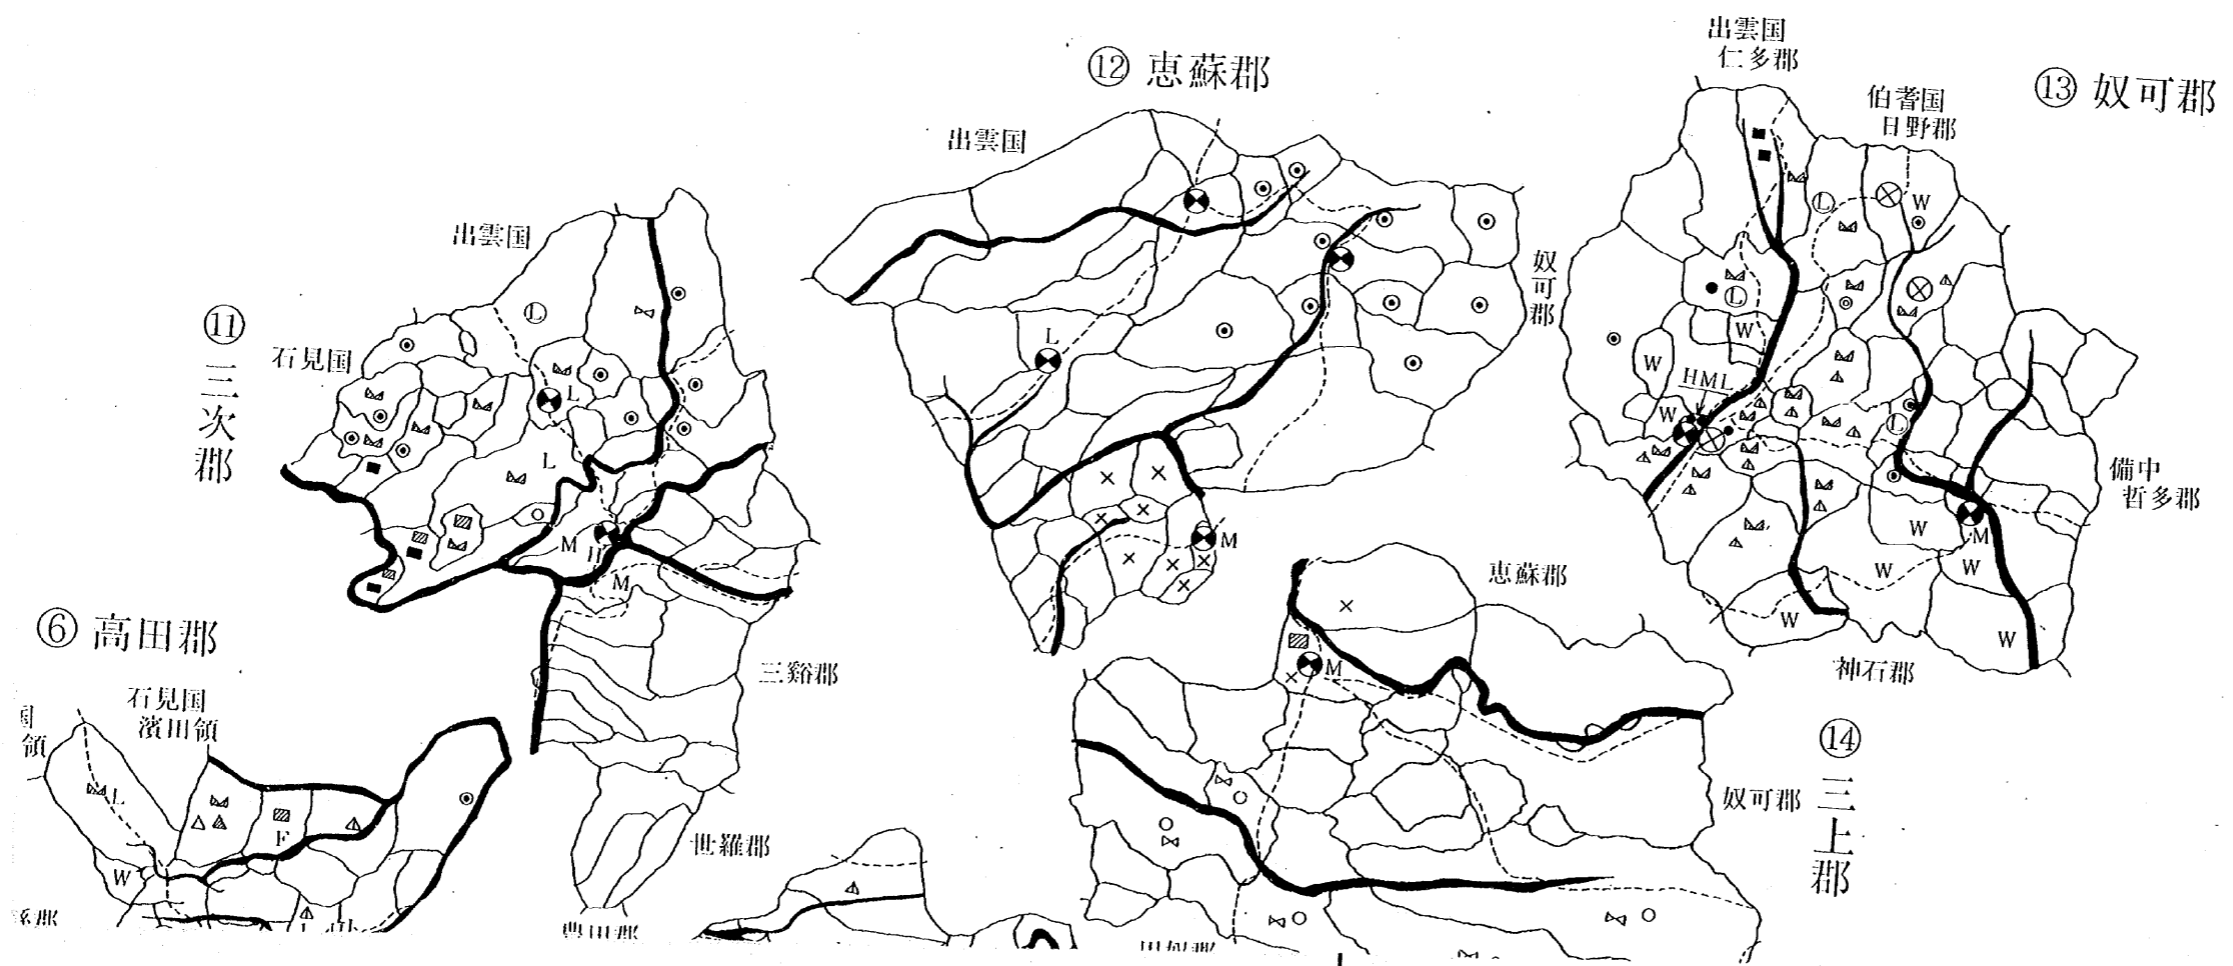 ⑫ 恵蘇郡
出雲国
奴可郡
⑬ 奴可郡
出雲国
仁多郡
伯耆国
日野郡
備中
哲多郡
神石郡
HML
L
L
L
W
W
W
W
W
W
W
W
W
M
L
M
⑪ 三次郡
出雲国
石見国
三谿郡
世羅郡
L
L
L
M
H
M
⑥ 高田郡
石見国
濱田領
国
領
L
F
W
⑭ 三上郡
恵蘇郡
奴可郡
M